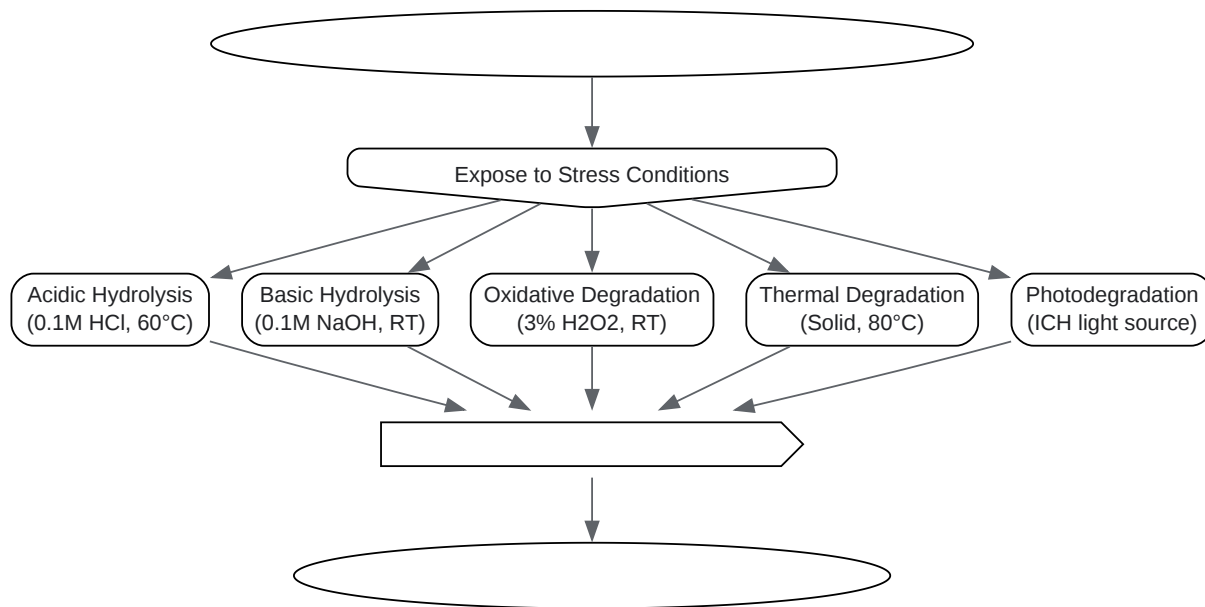 Expose to Stress Conditions
Acidic Hydrolysis
(0.1M HCl, 60°C)
Basic Hydrolysis
(0.1M NaOH, RT)
Oxidative Degradation
(3% H2O2, RT)
Thermal Degradation
(Solid, 80°C)
Photodegradation
(ICH light source)